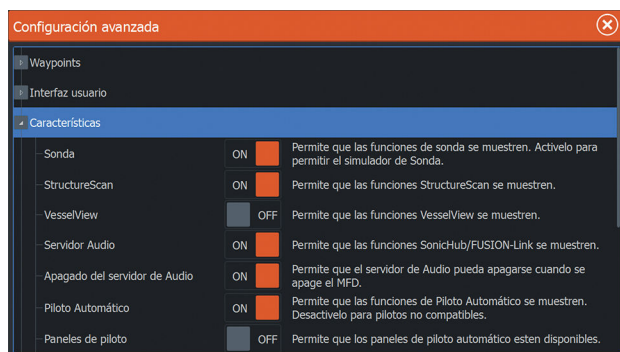 Configuración avanzada
Waypoints
Interfaz usuario
Características
Sonda ON Permite que las funciones de sonda se muestren. Activelo para
permitir el simulador de Sonda.
StructureScan ON Permite que las funciones StructureScan se muestren.
VesselView OFF Permite que las funciones VesselView se muestren.
Servidor Audio ON Permite que las funciones SonicHub/FUSION-Link se muestren.
Apagado del servidor de Audio ON Permite que el servidor de Audio pueda apagarse cuando se
apage el MFD.
Piloto Automático ON Permite que las funciones de Piloto Automático se muestren.
Desactivelo para pilotos no compatibles.
Paneles de piloto OFF Permite que los paneles de piloto automático esten disponibles.